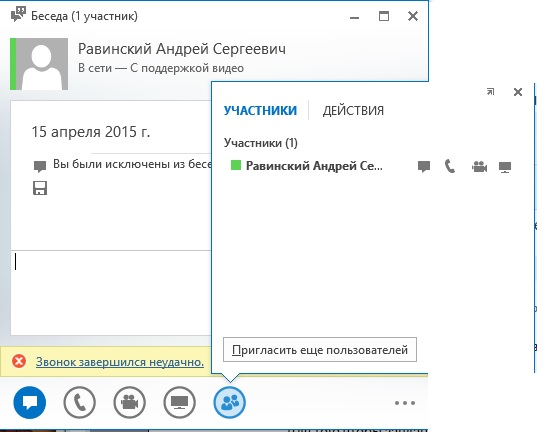 Беседа (1 участник)
Равинский Андрей Сергеевич
В сети — С поддержкой видео
УЧАСТНИКИ ДЕЙСТВИЯ
15 апреля 2015 г.
Участники (1)
Вы были исключены из бесе
Равинский Андрей Се...
Пригласить еще пользователей
Звонок завершился неудачно.